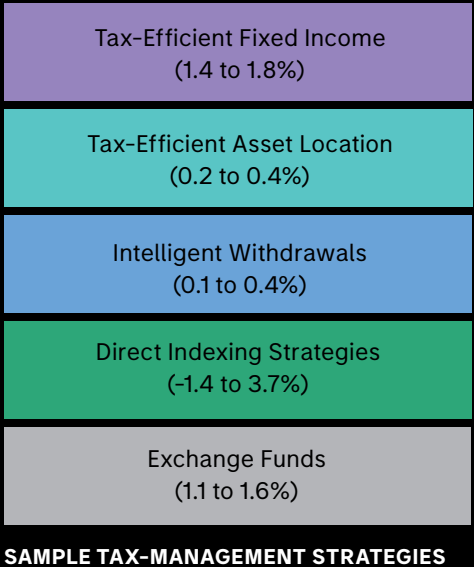 Tax-Efficient Fixed Income
(1.4 to 1.8%)
Tax-Efficient Asset Location
(0.2 to 0.4%)
Intelligent Withdrawals
(0.1 to 0.4%)
Direct Indexing Strategies
(-1.4 to 3.7%)
Exchange Funds
(1.1 to 1.6%)
SAMPLE TAX-MANAGEMENT STRATEGIES